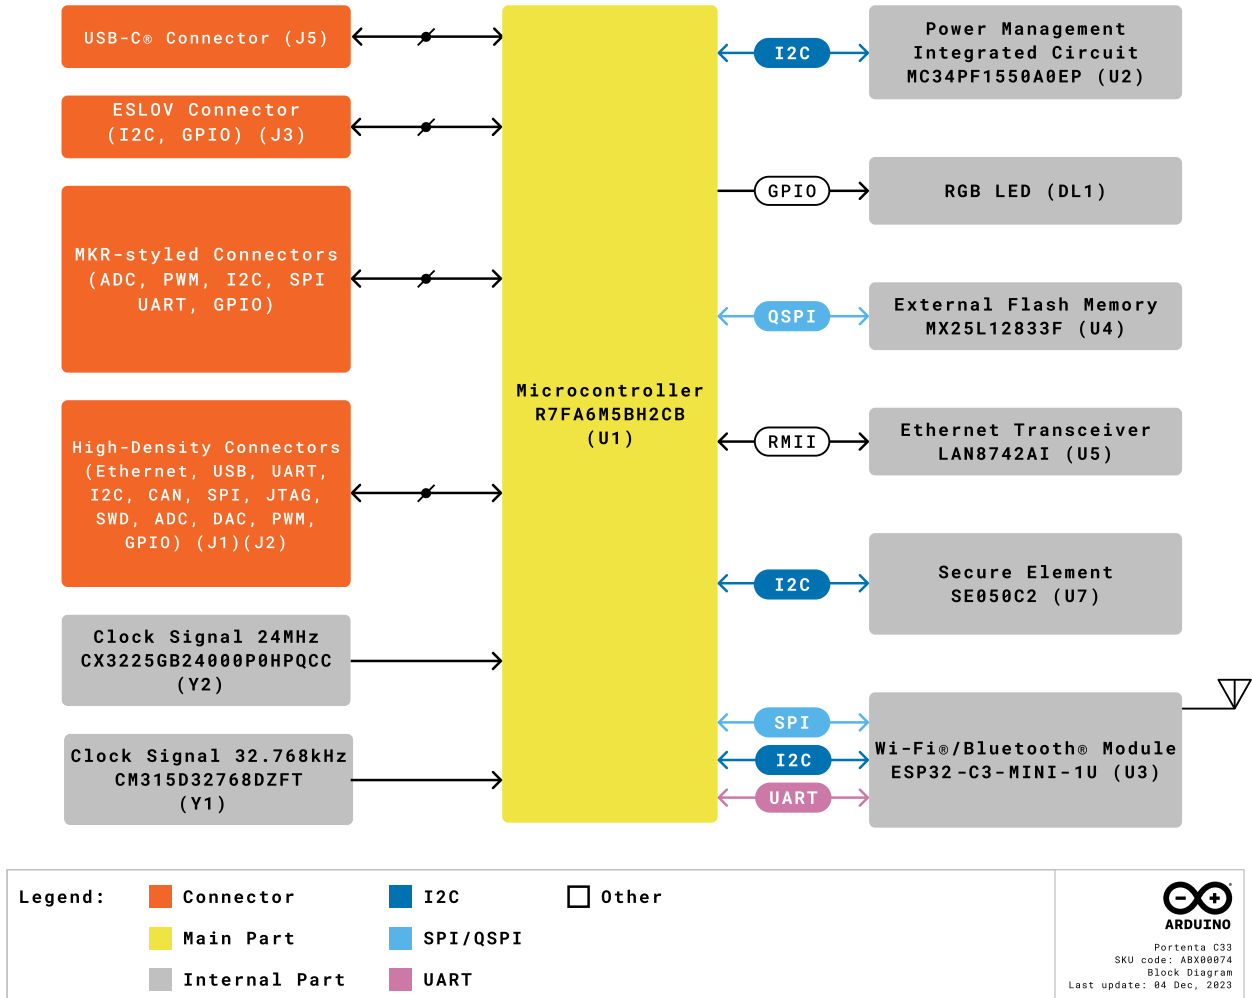 USB-C® Connector (J5)
ESLOV Connector
(I2C, GPIO) (J3)
MKR-styled Connectors
(ADC, PWM, I2C, SPI
UART, GPIO)
High-Density Connectors
(Ethernet, USB, UART,
I2C, CAN, SPI, JTAG,
SWD, ADC, DAC, PWM,
GPIO) (J1)(J2)
Clock Signal 24MHz
CX3225GB24000P0HPQCC
(Y2)
Clock Signal 32.768kHz
CM315D32768DZFT
(Y1)
Microcontroller
R7FA6M5BH2CB
(U1)
I2C
GPIO
QSPI
RMII
I2C
SPI
I2C
UART
Power Management
Integrated Circuit
MC34PF1550A0EP (U2)
RGB LED (DL1)
External Flash Memory
MX25L12833F (U4)
Ethernet Transceiver
LAN8742AI (U5)
Secure Element
SE050C2 (U7)
Wi-Fi®/Bluetooth® Module
ESP32-C3-MINI-1U (U3)
Legend:
Connector
Main Part
Internal Part
I2C
SPI/QSPI
UART
Other
ARDUINO
Portenta C33
SKU code: ABX00074
Block Diagram
Last update: 04 Dec, 2023